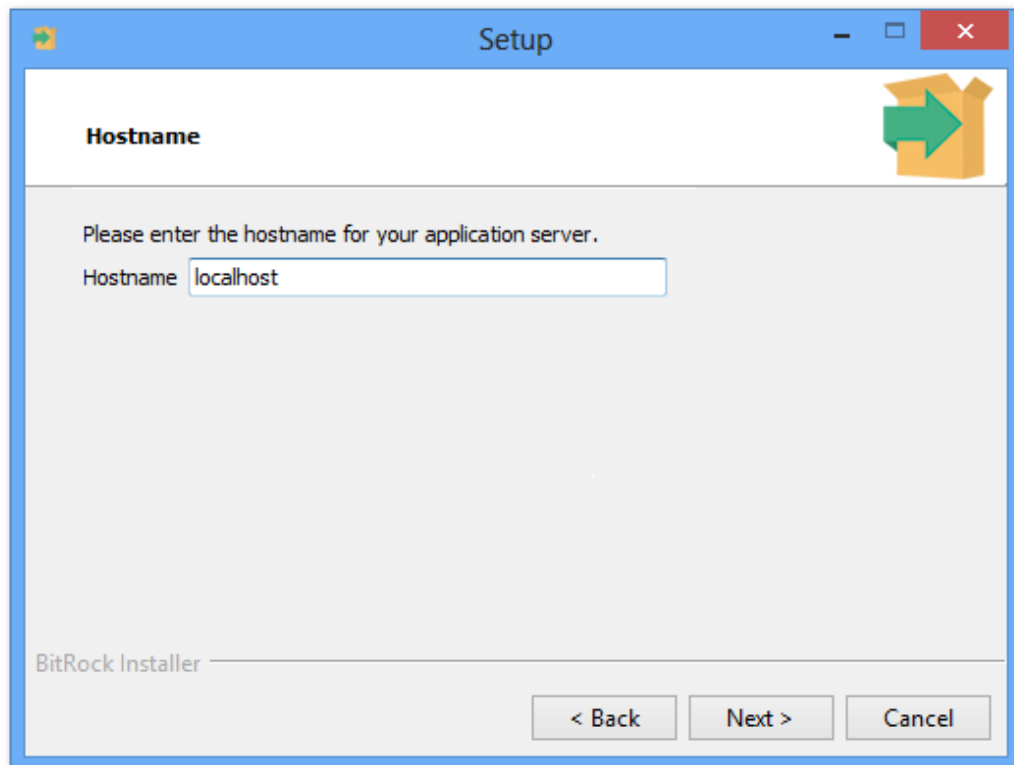 Setup
Hostname
Please enter the hostname for your application server.
Hostname localhost
BitRock Installer
< Back Next > Cancel